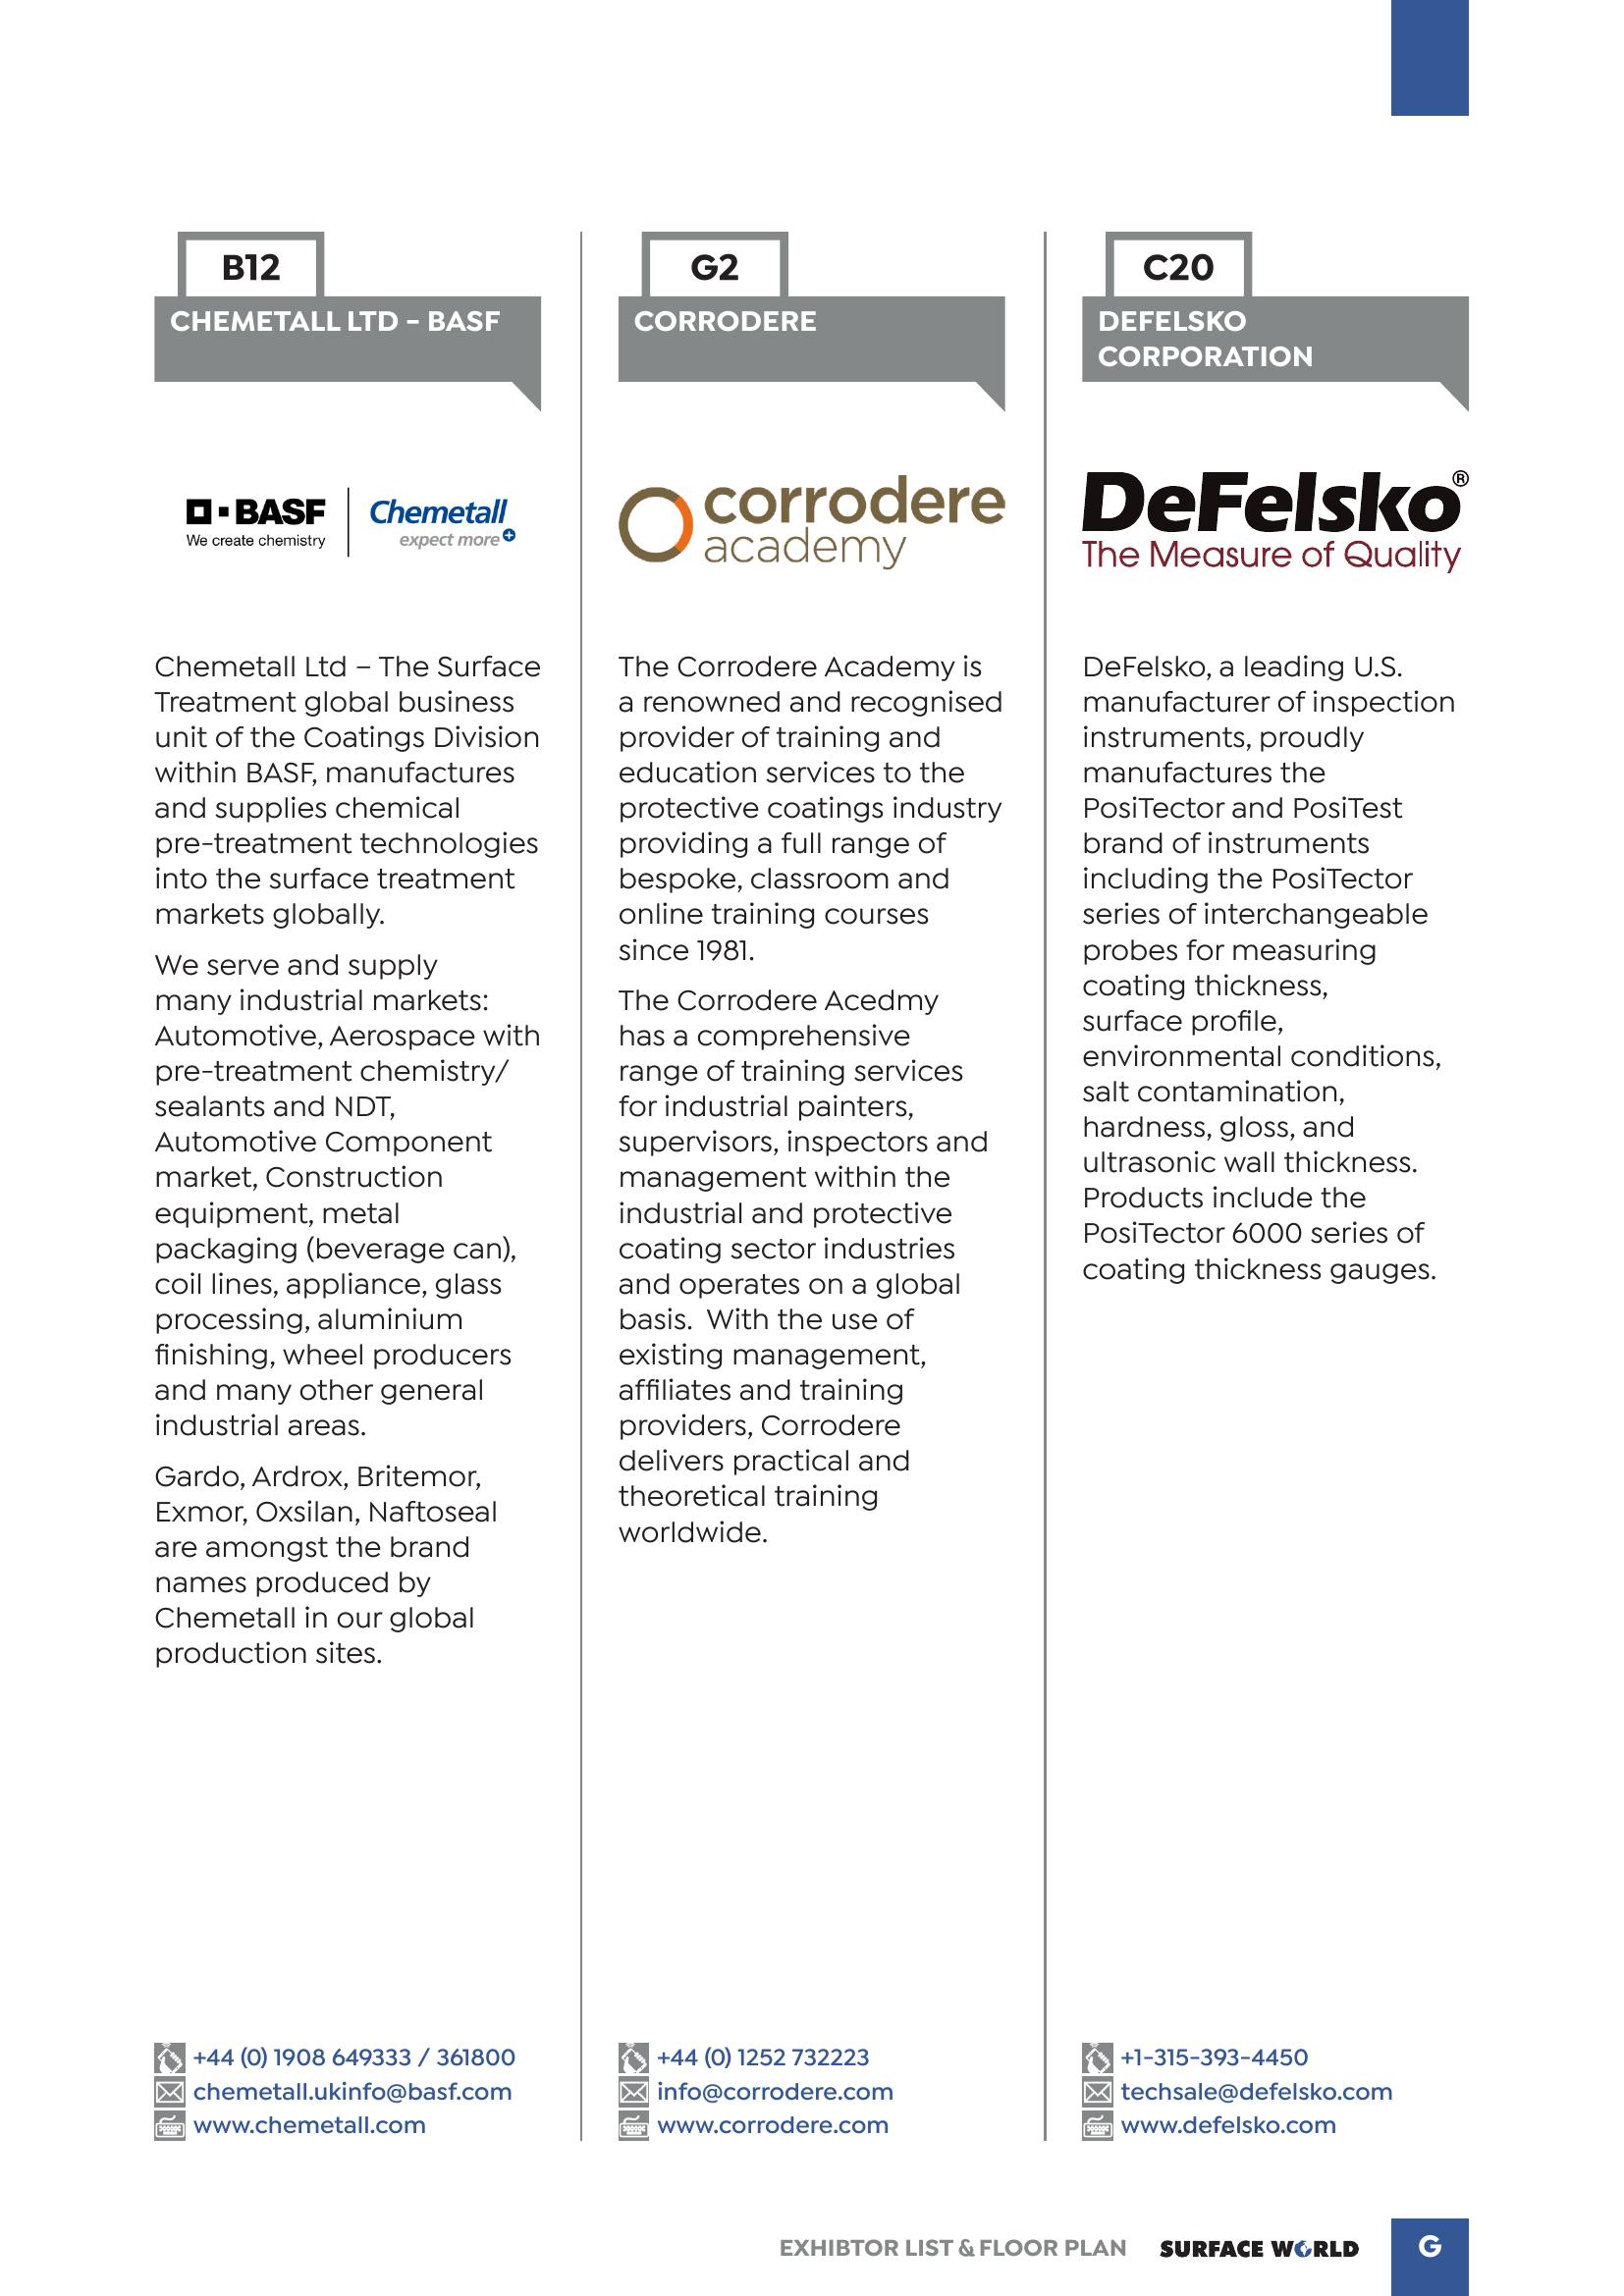 B12
CHEMETALL LTD - BASF
BASF
We create chemistry
Chemetall
expect more
Chemetall Ltd – The Surface
Treatment global business
unit of the Coatings Division
within BASF, manufactures
and supplies chemical
pre-treatment technologies
into the surface treatment
markets globally.
We serve and supply
many industrial markets:
Automotive, Aerospace with
pre-treatment chemistry/
sealants and NDT,
Automotive Component
market, Construction
equipment, metal
packaging (beverage can),
coil lines, appliance, glass
processing, aluminium
finishing, wheel producers
and many other general
industrial areas.
Gardo, Ardrox, Britemor,
Exmor, Oxsilan, Naftoseal
are amongst the brand
names produced by
Chemetall in our global
production sites.
+44 (0) 1908 649333 / 361800
chemetall.ukinfo@basf.com
www.chemetall.com
G2
CORRODERE
corrodere
academy
The Corrodere Academy is
a renowned and recognised
provider of training and
education services to the
protective coatings industry
providing a full range of
bespoke, classroom and
online training courses
since 1981.
The Corrodere Acedmy
has a comprehensive
range of training services
for industrial painters,
supervisors, inspectors and
management within the
industrial and protective
coating sector industries
and operates on a global
basis.  With the use of
existing management,
affiliates and training
providers, Corrodere
delivers practical and
theoretical training
worldwide.
+44 (0) 1252 732223
info@corrodere.com
www.corrodere.com
C20
DEFELSKO
CORPORATION
DeFelsko®
The Measure of Quality
DeFelsko, a leading U.S.
manufacturer of inspection
instruments, proudly
manufactures the
PosiTector and PosiTest
brand of instruments
including the PosiTector
series of interchangeable
probes for measuring
coating thickness,
surface profile,
environmental conditions,
salt contamination,
hardness, gloss, and
ultrasonic wall thickness.
Products include the
PosiTector 6000 series of
coating thickness gauges.
+1-315-393-4450
techsale@defelsko.com
www.defelsko.com
EXHIBTOR LIST & FLOOR PLAN SURFACE WORLD G